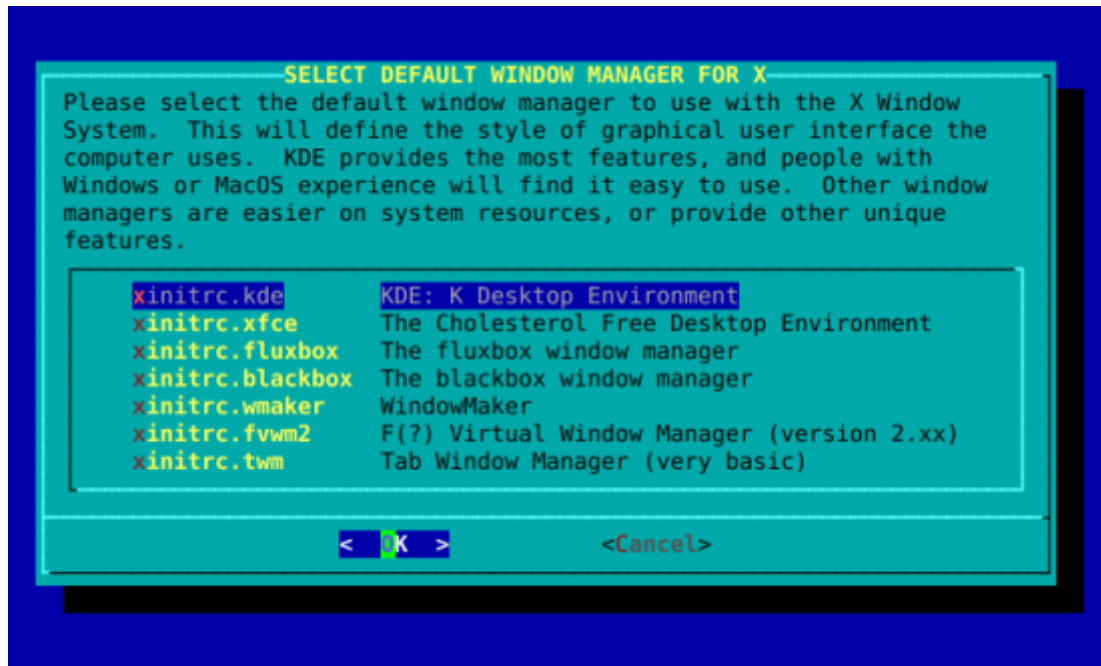 SELECT DEFAULT WINDOW MANAGER FOR X
Please select the default window manager to use with the X Window
System.  This will define the style of graphical user interface the
computer uses.  KDE provides the most features, and people with
Windows or MacOS experience will find it easy to use.  Other window
managers are easier on system resources, or provide other unique
features.
xinitrc.kde KDE: K Desktop Environment
xinitrc.xfce The Cholesterol Free Desktop Environment
xinitrc.fluxbox The fluxbox window manager
xinitrc.blackbox The blackbox window manager
xinitrc.wmaker WindowMaker
xinitrc.fvwm2 F(?) Virtual Window Manager (version 2.xx)
xinitrc.twm Tab Window Manager (very basic)
<  OK  > <Cancel>